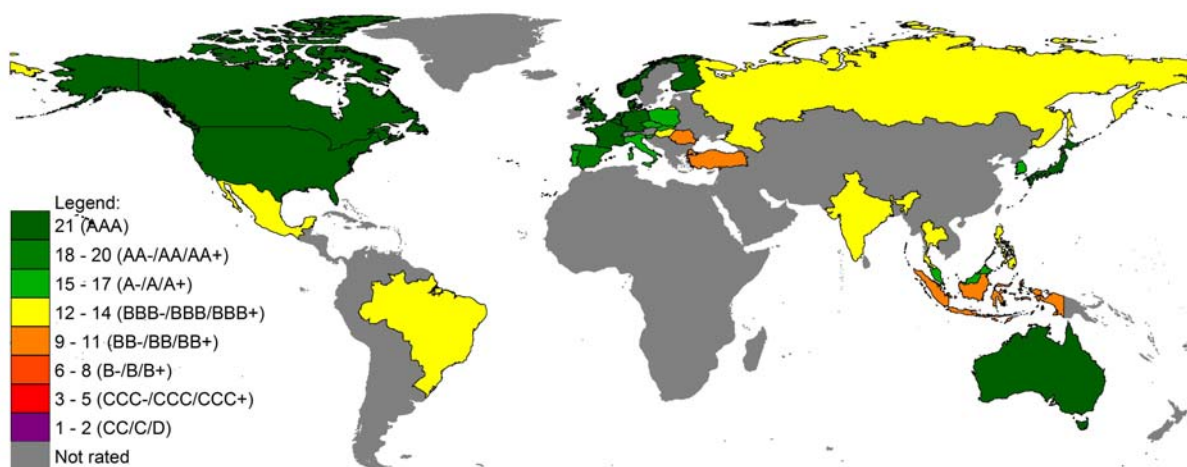 Legend:
21 (AAA)
18 - 20 (AA-/AA/AA+)
15 - 17 (A-/A/A+)
12 - 14 (BBB-/BBB/BBB+)
9 - 11 (BB-/BB/BB+)
6 - 8 (B-/B/B+)
3 - 5 (CCC-/CCC/CCC+)
1 - 2 (CC/C/D)
Not rated